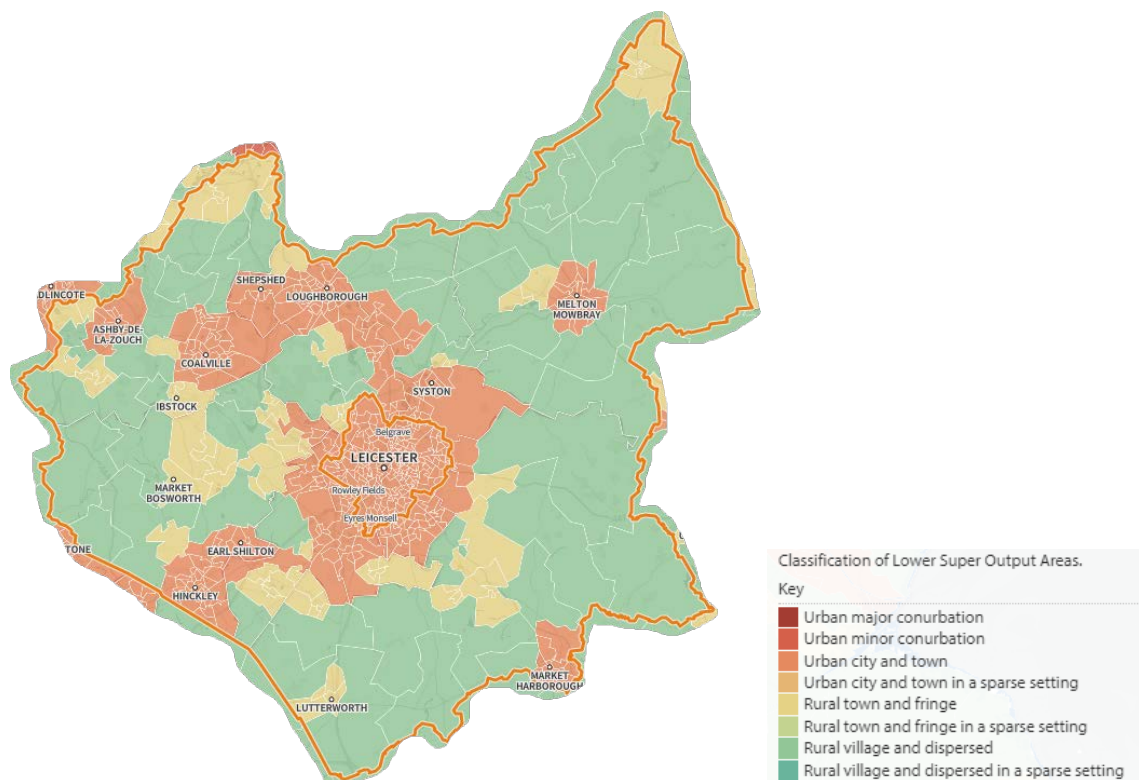 SHEPSHED
LOUGHBOROUGH
DLINCOTE
ASHBY-DE-
LA-ZOUCH
MELTON
MOWBRAY
COALVILLE
SYSTON
IBSTOCK
Belgrave
LEICESTER
MARKET
BOSWORTH
Rowley Fields
Eyres Monsell
TONE
EARL SHILTON
HINCKLEY
MARKET
HARBOROUGH
LUTTERWORTH
Classification of Lower Super Output Areas.
Key
Urban major conurbation
Urban minor conurbation
Urban city and town
Urban city and town in a sparse setting
Rural town and fringe
Rural town and fringe in a sparse setting
Rural village and dispersed
Rural village and dispersed in a sparse setting